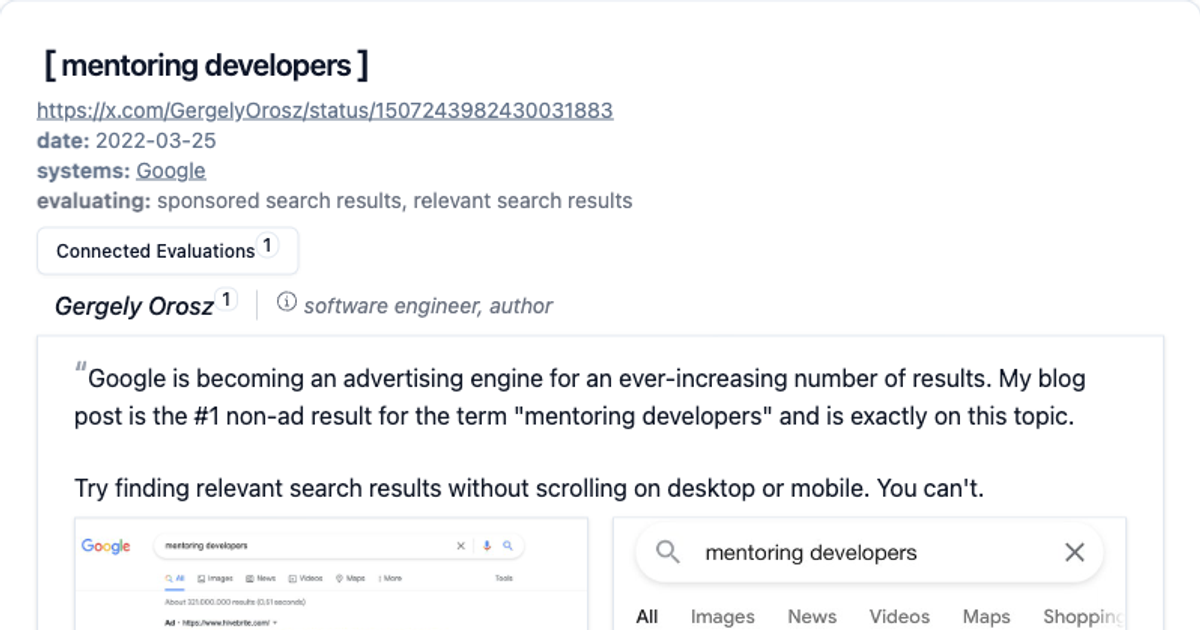 [ mentoring developers ]
https://x.com/GergelyOrosz/status/1507243982430031883
date: 2022-03-25
systems: Google
evaluating: sponsored search results, relevant search results
Connected Evaluations 1
Gergely Orosz 1 software engineer, author
"Google is becoming an advertising engine for an ever-increasing number of results. My blog
post is the #1 non-ad result for the term "mentoring developers" and is exactly on this topic.
Try finding relevant search results without scrolling on desktop or mobile. You can't.
Google mentoring developers
All Images News Videos Maps More Tools
About 321.000.000 results (0,51 seconds)
Ad · https://www.hivebrite.com/
mentoring developers
All Images News Videos Maps Shopping